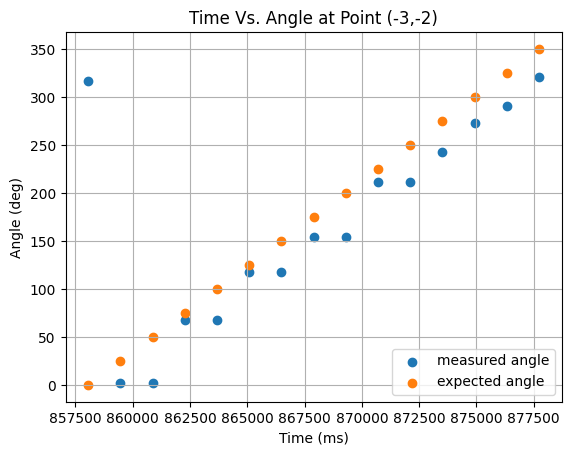 Time Vs. Angle at Point (-3,-2)
350
300
250
200
150
100
50
0
Angle (deg)
measured angle
expected angle
857500 860000 862500 865000 867500 870000 872500 875000 877500
Time (ms)